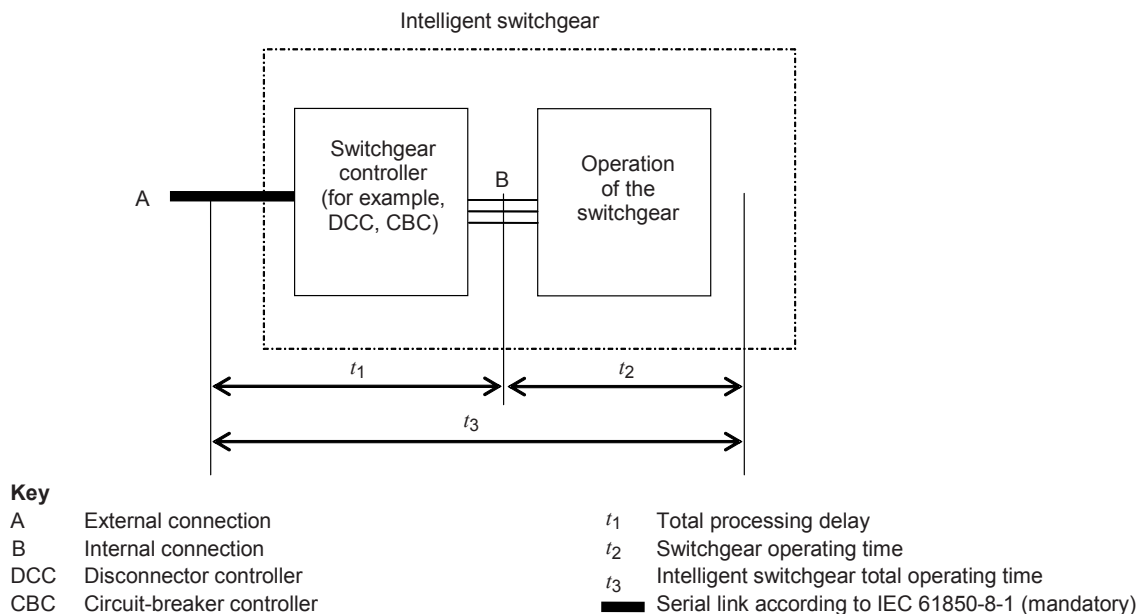 Intelligent switchgear
Switchgear
controller
(for example,
DCC, CBC)
B
Operation
of the
switchgear
A
t1
t2
t3
Key
A External connection
B Internal connection
DCC Disconnector controller
CBC Circuit-breaker controller
t1 Total processing delay
t2 Switchgear operating time
t3 Intelligent switchgear total operating time
Serial link according to IEC 61850-8-1 (mandatory)